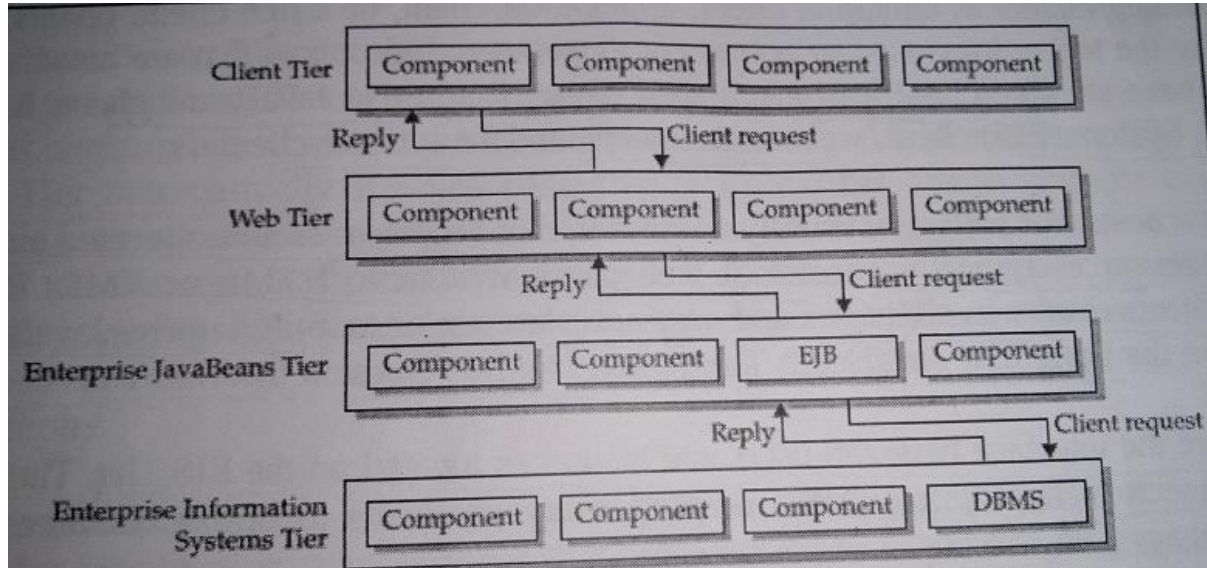 Client Tier
Component Component Component Component
Reply
Client request
Web Tier
Component Component Component Component
Reply
Client request
Enterprise JavaBeans Tier
Component Component EJB Component
Reply
Client request
Enterprise Information
Systems Tier
Component Component Component DBMS